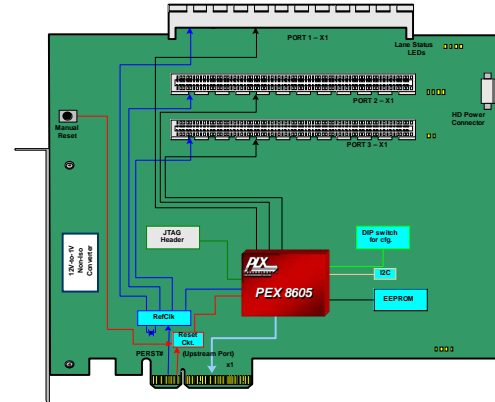 PORT 1 – X1
Lane Status
LEDs
PORT 2 – X1
HD Power
Connector
Manual
Reset
PORT 3 – X1
12V-to-1V
Non-Iso
Converter
JTAG
Header
DIP switch
for cfg.
PLX
TECHNOLOGY
PEX 8605
I2C
EEPROM
RefClk
Reset
Ckt.
PERST#
(Upstream Port)
x1